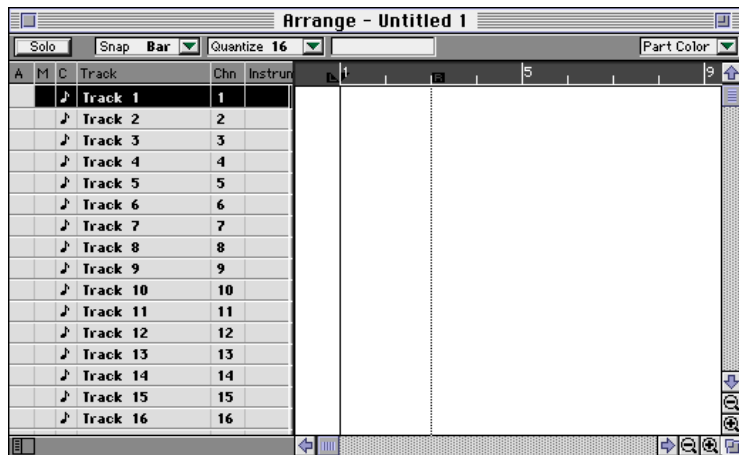 Arrange - Untitled 1
Solo Snap Bar Quantize 16 Part Color
A M C Track Chn Instrum L 1 R 5 9
Track 1 1
Track 2 2
Track 3 3
Track 4 4
Track 5 5
Track 6 6
Track 7 7
Track 8 8
Track 9 9
Track 10 10
Track 11 11
Track 12 12
Track 13 13
Track 14 14
Track 15 15
Track 16 16